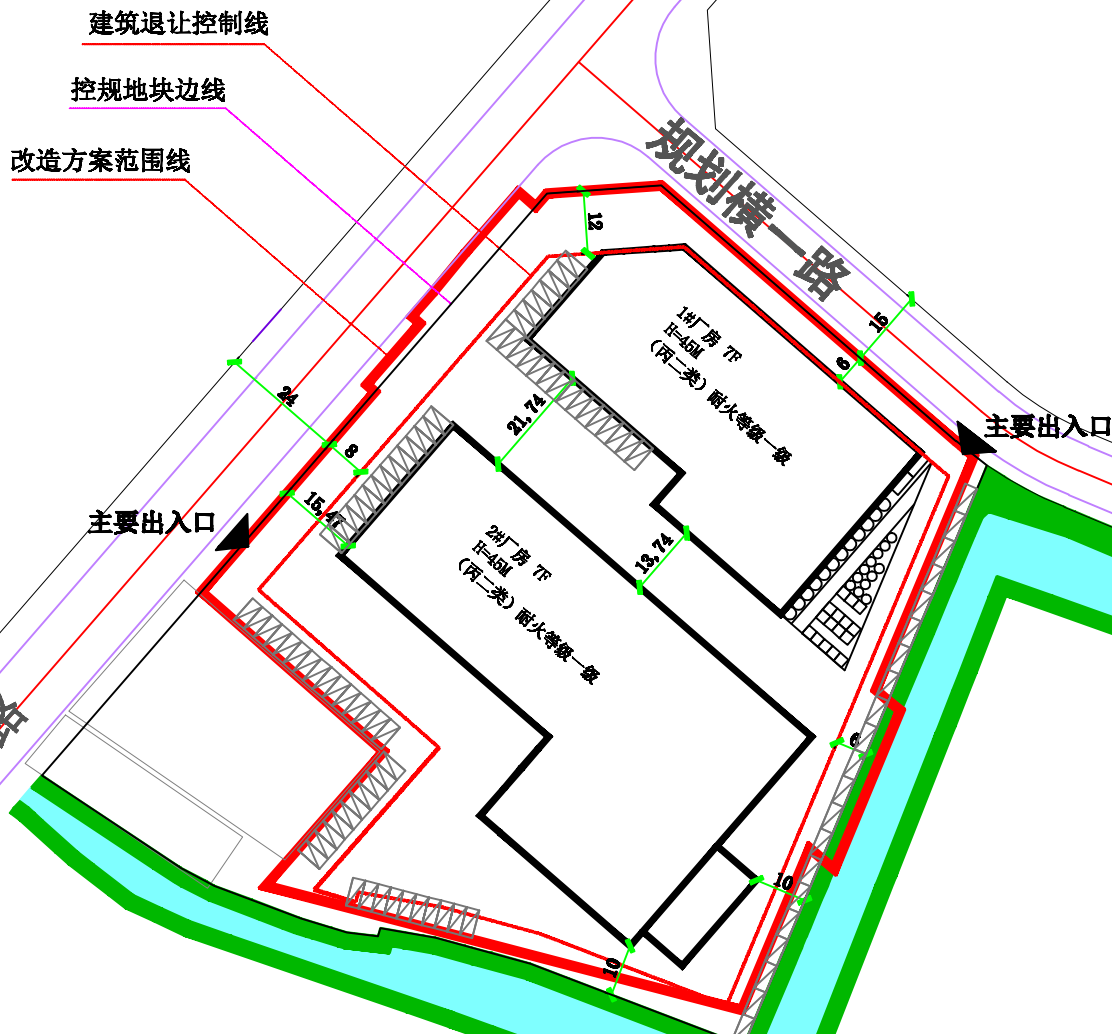 建筑退让控制线
控规地块边线
改造方案范围线
规划横一路
12
15
6
1#厂房 7F
H=45M
(丙二类)耐火等级一级
24
8
21,74
主要出入口
15,47
主要出入口
2#厂房 7F
H=45M
(丙二类)耐火等级一级
13,74
路
6
10
10